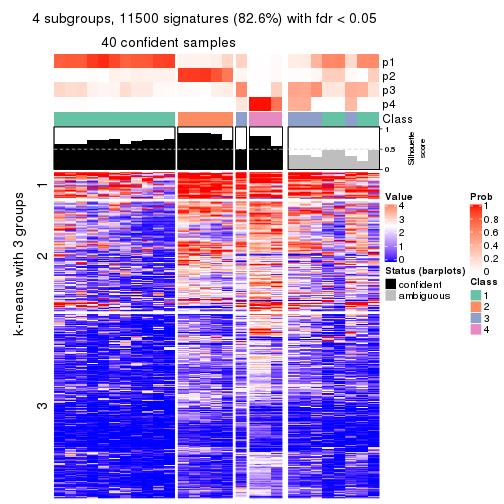 4 subgroups, 11500 signatures (82.6%) with fdr < 0.05
40 confident samples
p1
p2
p3
p4
Class
1
0.5
0
Silhouette
score
k-means with 3 groups
1
2
3
Value
4
3
2
1
0
Status (barplots)
confident
ambiguous
Prob
1
0.8
0.6
0.4
0.2
0
Class
1
2
3
4